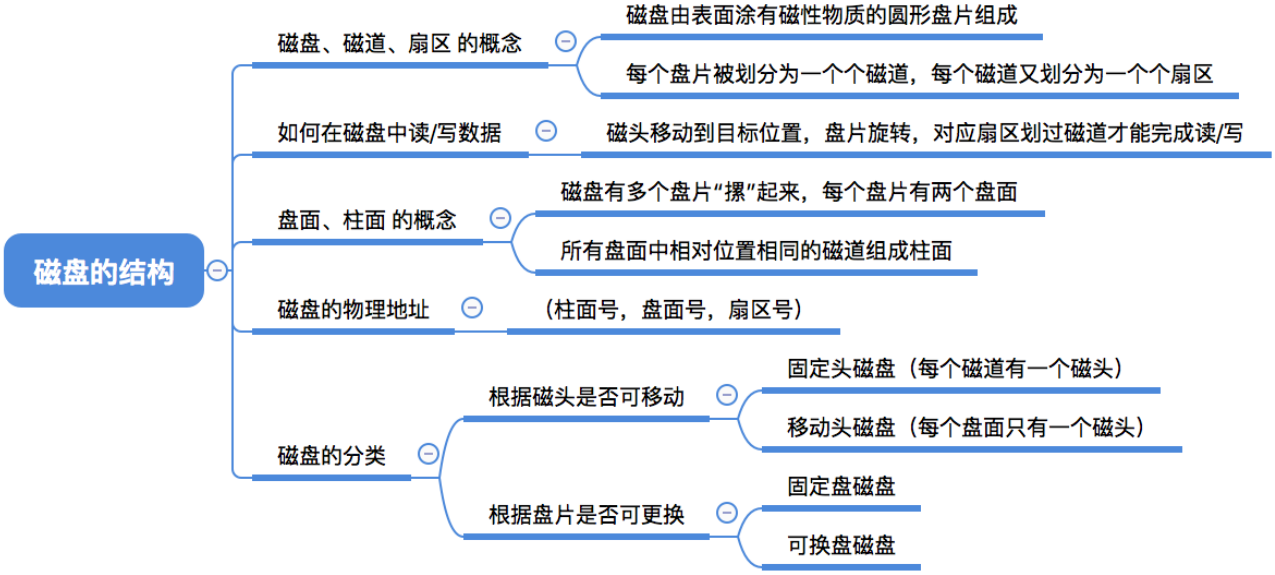 磁盘的结构
磁盘、磁道、扇区 的概念
磁盘由表面涂有磁性物质的圆形盘片组成
每个盘片被划分为一个个磁道，每个磁道又划分为一个个扇区
如何在磁盘中读/写数据
磁头移动到目标位置，盘片旋转，对应扇区划过磁道才能完成读/写
盘面、柱面 的概念
磁盘有多个盘片“摞”起来，每个盘片有两个盘面
所有盘面中相对位置相同的磁道组成柱面
磁盘的物理地址
（柱面号，盘面号，扇区号）
磁盘的分类
根据磁头是否可移动
固定头磁盘（每个磁道有一个磁头）
移动头磁盘（每个盘面只有一个磁头）
根据盘片是否可更换
固定盘磁盘
可换盘磁盘